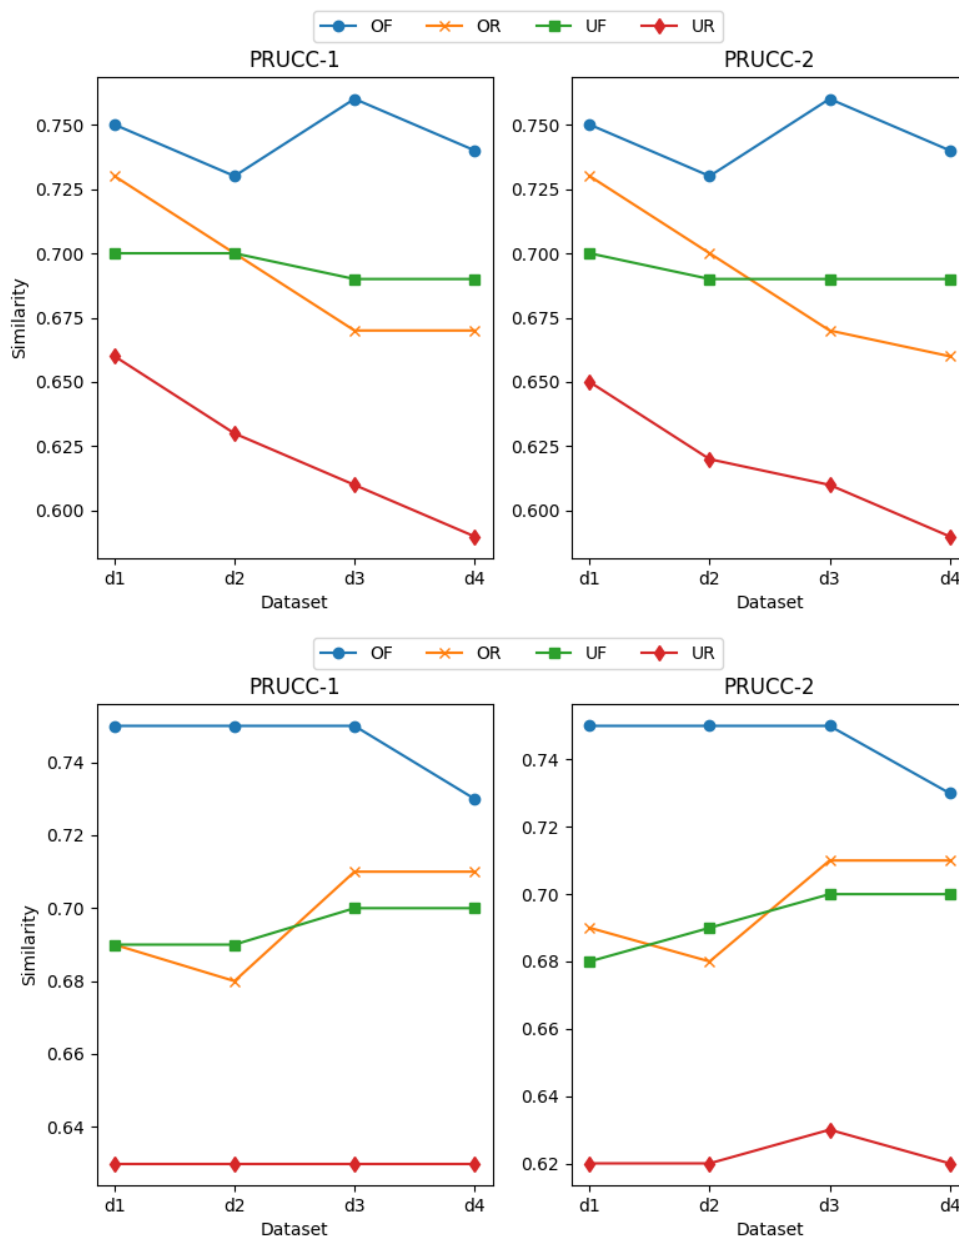 OF OR UF UR
PRUCC-1 PRUCC-2
0.750 0.750
0.725 0.725
0.700 0.700
0.675 0.675
0.650 0.650
0.625 0.625
0.600 0.600
Similarity
d1 d2 d3 d4 d1 d2 d3 d4
Dataset Dataset
OF OR UF UR
PRUCC-1 PRUCC-2
0.74 0.74
0.72 0.72
0.70 0.70
0.68 0.68
0.66 0.66
0.64 0.64
0.62
Similarity
d1 d2 d3 d4 d1 d2 d3 d4
Dataset Dataset